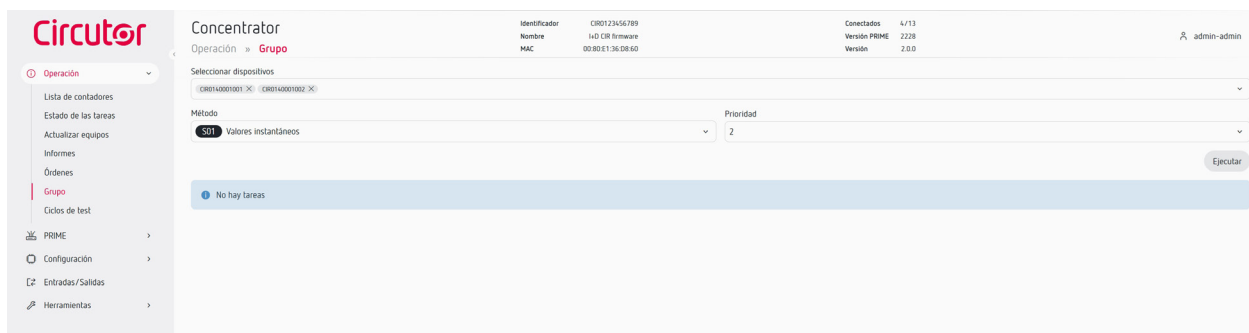 Circutor
Concentrator
Operación » Grupo
Identificador CIR0123456789
Nombre I+D CIR firmware
MAC 00:80:E1:36:D8:60
Conectados 4/13
Versión PRIME 2228
Versión 2.0.0
admin-admin
Operación
Lista de contadores
Estado de las tareas
Actualizar equipos
Informes
Órdenes
Grupo
Ciclos de test
PRIME
Configuración
Entradas/Salidas
Herramientas
Seleccionar dispositivos
CIR0140001001 × CIR0140001002 ×
Método
S01 Valores instantáneos
Prioridad
2
Ejecutar
No hay tareas